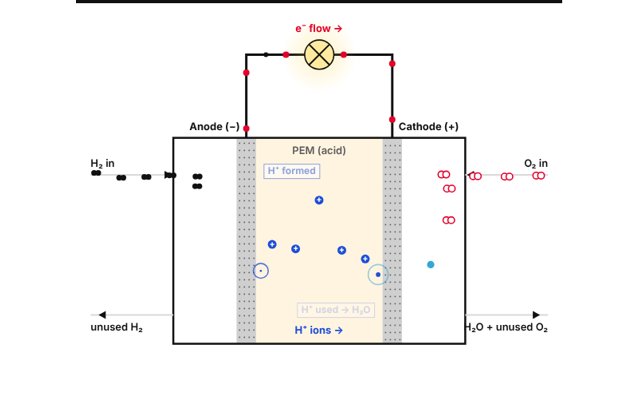 e⁻ flow →
Anode (−)
Cathode (+)
PEM (acid)
H₂ in
O₂ in
H⁺ formed
H⁺ used → H₂O
H⁺ ions →
unused H₂
H₂O + unused O₂